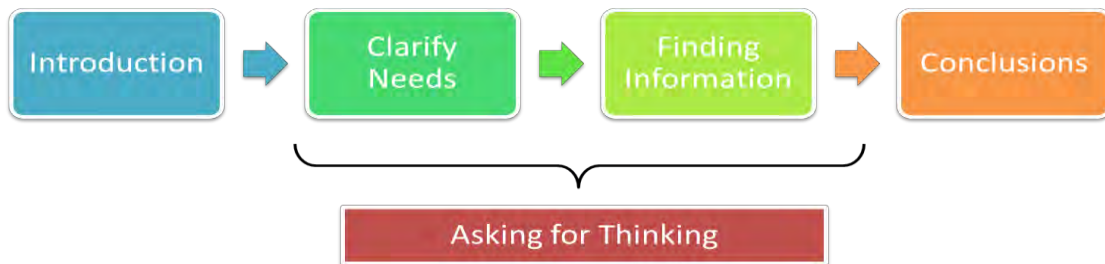 Introduction
Clarify
Needs
Finding
Information
Conclusions
Asking for Thinking